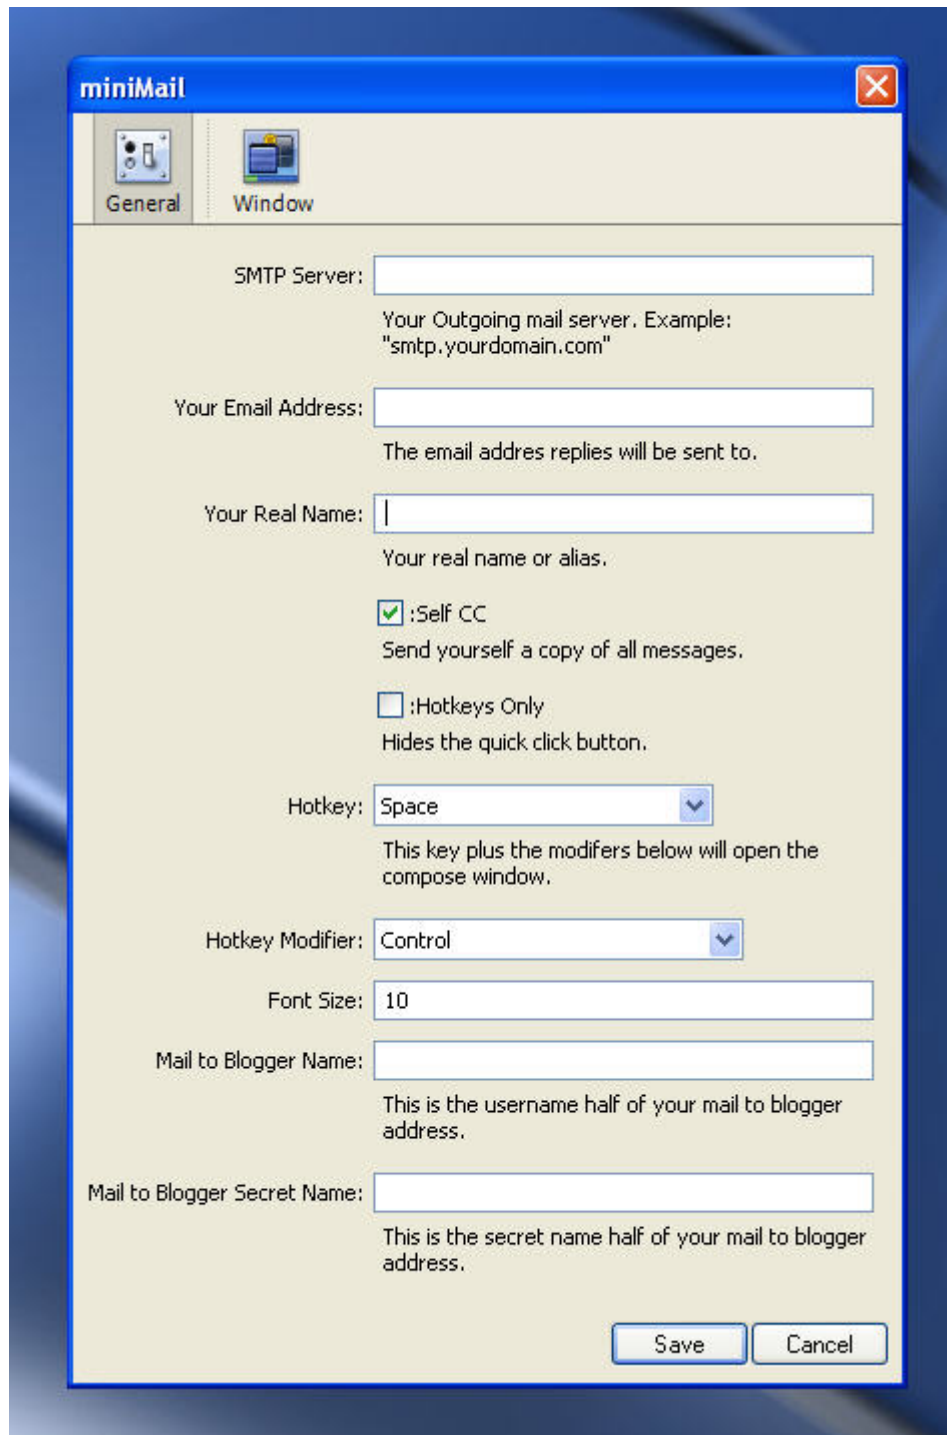 miniMail
General Window
SMTP Server:
Your Outgoing mail server. Example:
"smtp.yourdomain.com"
Your Email Address:
The email addres replies will be sent to.
Your Real Name:
Your real name or alias.
:Self CC
Send yourself a copy of all messages.
:Hotkeys Only
Hides the quick click button.
Hotkey: Space
This key plus the modifers below will open the
compose window.
Hotkey Modifier: Control
Font Size: 10
Mail to Blogger Name:
This is the username half of your mail to blogger
address.
Mail to Blogger Secret Name:
This is the secret name half of your mail to blogger
address.
Save Cancel